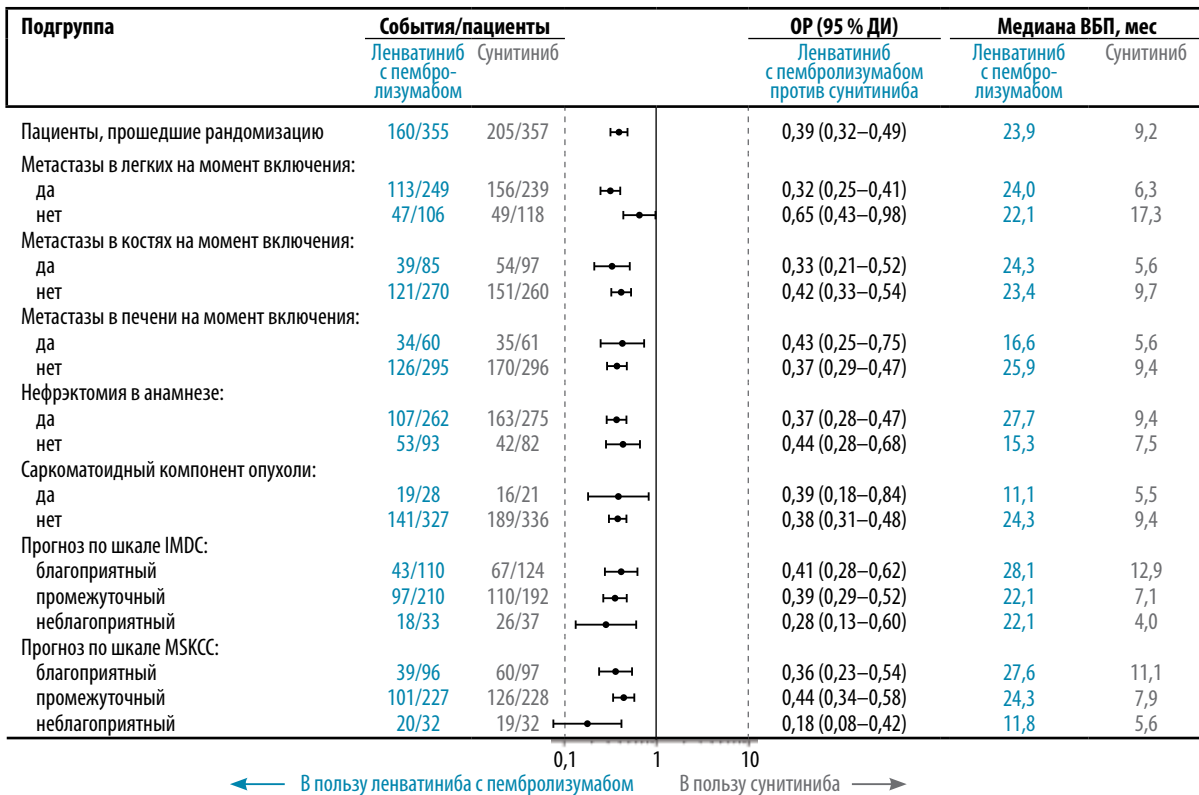 Подгруппа События/пациенты ОР (95 % ДИ) Медиана ВБП, мес
Ленватиниб с пембро- лизумабом Сунитиниб Ленватиниб с пембролизумабом против сунитиниба Ленватиниб с пембро- лизумабом Сунитиниб
Пациенты, прошедшие рандомизацию 160/355 205/357 0,39 (0,32–0,49) 23,9 9,2
Метастазы в легких на момент включения:
да 113/249 156/239 0,32 (0,25–0,41) 24,0 6,3
нет 47/106 49/118 0,65 (0,43–0,98) 22,1 17,3
Метастазы в костях на момент включения:
да 39/85 54/97 0,33 (0,21–0,52) 24,3 5,6
нет 121/270 151/260 0,42 (0,33–0,54) 23,4 9,7
Метастазы в печени на момент включения:
да 34/60 35/61 0,43 (0,25–0,75) 16,6 5,6
нет 126/295 170/296 0,37 (0,29–0,47) 25,9 9,4
Нефрэктомия в анамнезе:
да 107/262 163/275 0,37 (0,28–0,47) 27,7 9,4
нет 53/93 42/82 0,44 (0,28–0,68) 15,3 7,5
Саркоматоидный компонент опухоли:
да 19/28 16/21 0,39 (0,18–0,84) 11,1 5,5
нет 141/327 189/336 0,38 (0,31–0,48) 24,3 9,4
Прогноз по шкале IMDC:
благоприятный 43/110 67/124 0,41 (0,28–0,62) 28,1 12,9
промежуточный 97/210 110/192 0,39 (0,29–0,52) 22,1 7,1
неблагоприятный 18/33 26/37 0,28 (0,13–0,60) 22,1 4,0
Прогноз по шкале MSKCC:
благоприятный 39/96 60/97 0,36 (0,23–0,54) 27,6 11,1
промежуточный 101/227 126/228 0,44 (0,34–0,58) 24,3 7,9
неблагоприятный 20/32 19/32 0,18 (0,08–0,42) 11,8 5,6
0,1 1 10
В пользу ленватиниба с пембролизумабом В пользу сунитиниба